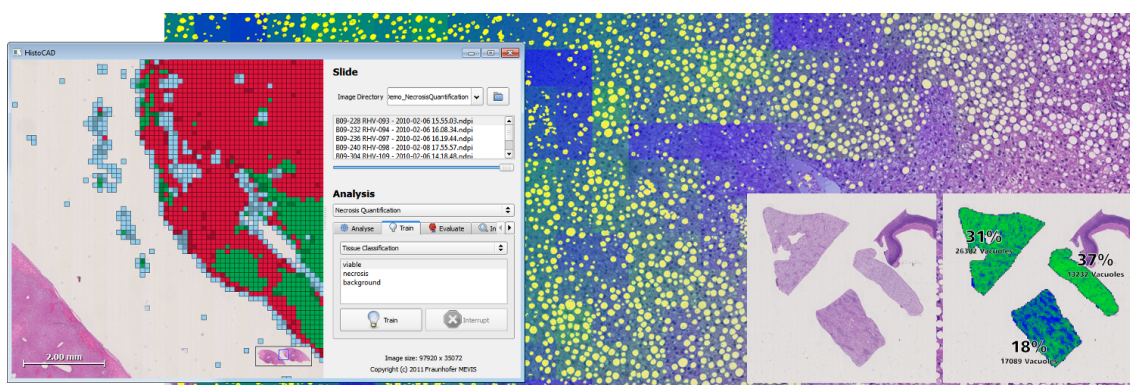 HistoCAD
Slide
Image Directory
emo_NecrosisQuantification
B09-228 RHV-093 - 2010-02-06 15.55.03.ndpi
B09-232 RHV-094 - 2010-02-06 16.08.34.ndpi
B09-236 RHV-097 - 2010-02-06 16.19.44.ndpi
B09-240 RHV-098 - 2010-02-08 17.55.57.ndpi
B09-304 RHV-109 - 2010-02-06 14.18.48.ndpi
Analysis
Necrosis Quantification
Analyse Train Evaluate In
Tissue Classification
viable
necrosis
background
Train Interrupt
Image size: 97920 x 35072
Copyright (c) 2011 Fraunhofer MEVIS
2.00 mm
31%
26382 Vacuoles
37%
13232 Vacuoles
18%
17089 Vacuoles